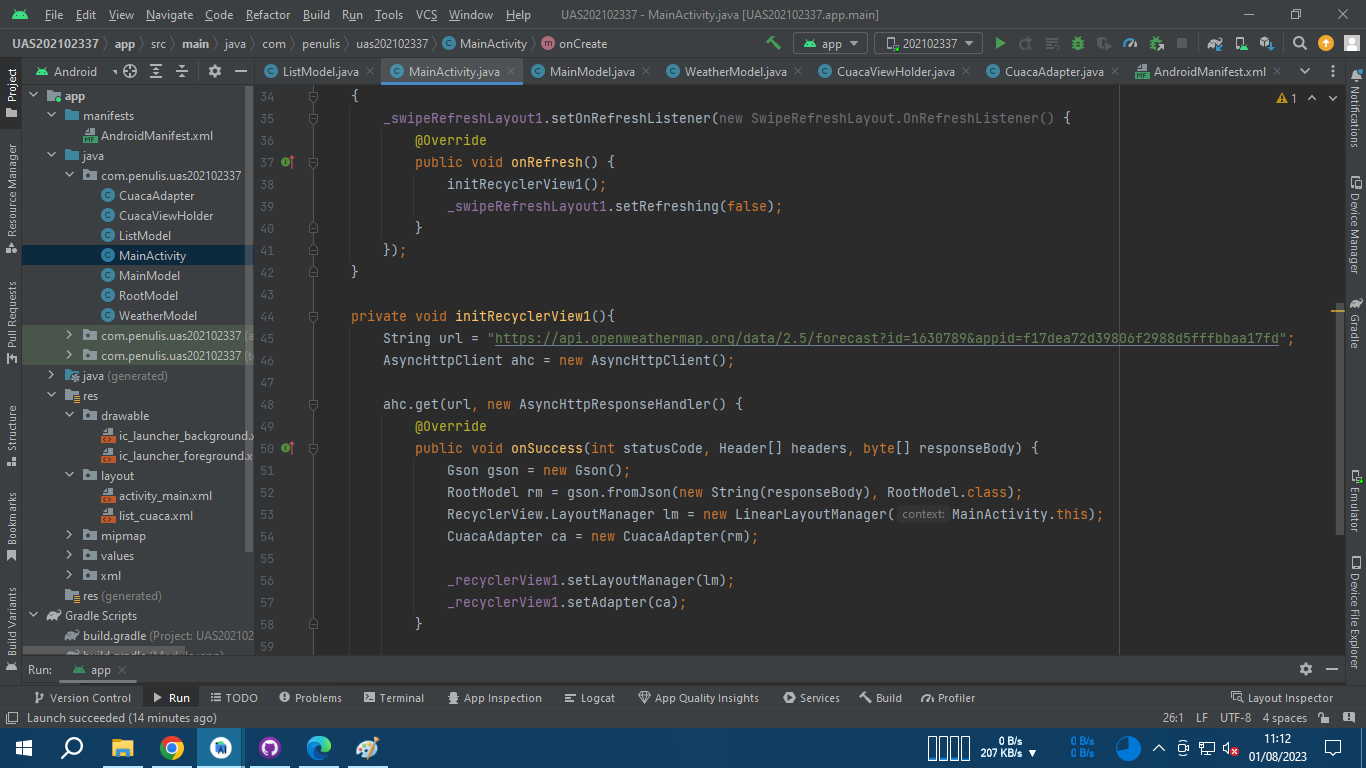 File Edit View Navigate Code Refactor Build Run Tools VCS Window Help UAS202102337 - MainActivity.java [UAS202102337.app.main]
UAS202102337 app src main java com penulis uas202102337 MainActivity onCreate app 202102337
Android ListModel.java MainActivity.java MainModel.java WeatherModel.java CuacaViewHolder.java CuacaAdapter.java AndroidManifest.xml
Project
Resource Manager
Pull Requests
Structure
Bookmarks
Build Variants
app
manifests
AndroidManifest.xml
java
com.penulis.uas202102337
CuacaAdapter
CuacaViewHolder
ListModel
MainActivity
MainModel
RootModel
WeatherModel
com.penulis.uas202102337 (a
com.penulis.uas202102337 (t
java (generated)
res
drawable
ic_launcher_background.x
ic_launcher_foreground.x
layout
activity_main.xml
list_cuaca.xml
mipmap
values
xml
res (generated)
Gradle Scripts
build.gradle (Project: UAS202102
1
34 {
35 _swipeRefreshLayout1.setOnRefreshListener(new SwipeRefreshLayout.OnRefreshListener() {
36 @Override
37 public void onRefresh() {
38 initRecyclerView1();
39 _swipeRefreshLayout1.setRefreshing(false);
40 }
41 });
42 }
43
44 private void initRecyclerView1(){
45 String url = "https://api.openweathermap.org/data/2.5/forecast?id=1630789&appid=f17dea72d39806f2988d5fffbbaa17fd";
46 AsyncHttpClient ahc = new AsyncHttpClient();
47
48 ahc.get(url, new AsyncHttpResponseHandler() {
49 @Override
50 public void onSuccess(int statusCode, Header[] headers, byte[] responseBody) {
51 Gson gson = new Gson();
52 RootModel rm = gson.fromJson(new String(responseBody), RootModel.class);
53 RecyclerView.LayoutManager lm = new LinearLayoutManager( context: MainActivity.this);
54 CuacaAdapter ca = new CuacaAdapter(rm);
55
56 _recyclerView1.setLayoutManager(lm);
57 _recyclerView1.setAdapter(ca);
58 }
59
Notifications
Device Manager
Gradle
Emulator
Device File Explorer
Run: app
Version Control Run TODO Problems Terminal App Inspection Logcat App Quality Insights Services Build Profiler Layout Inspector
Launch succeeded (14 minutes ago) 26:1 LF UTF-8 4 spaces
0 B/s 0 B/s 11:12
207 KB/s 0 B/s 01/08/2023